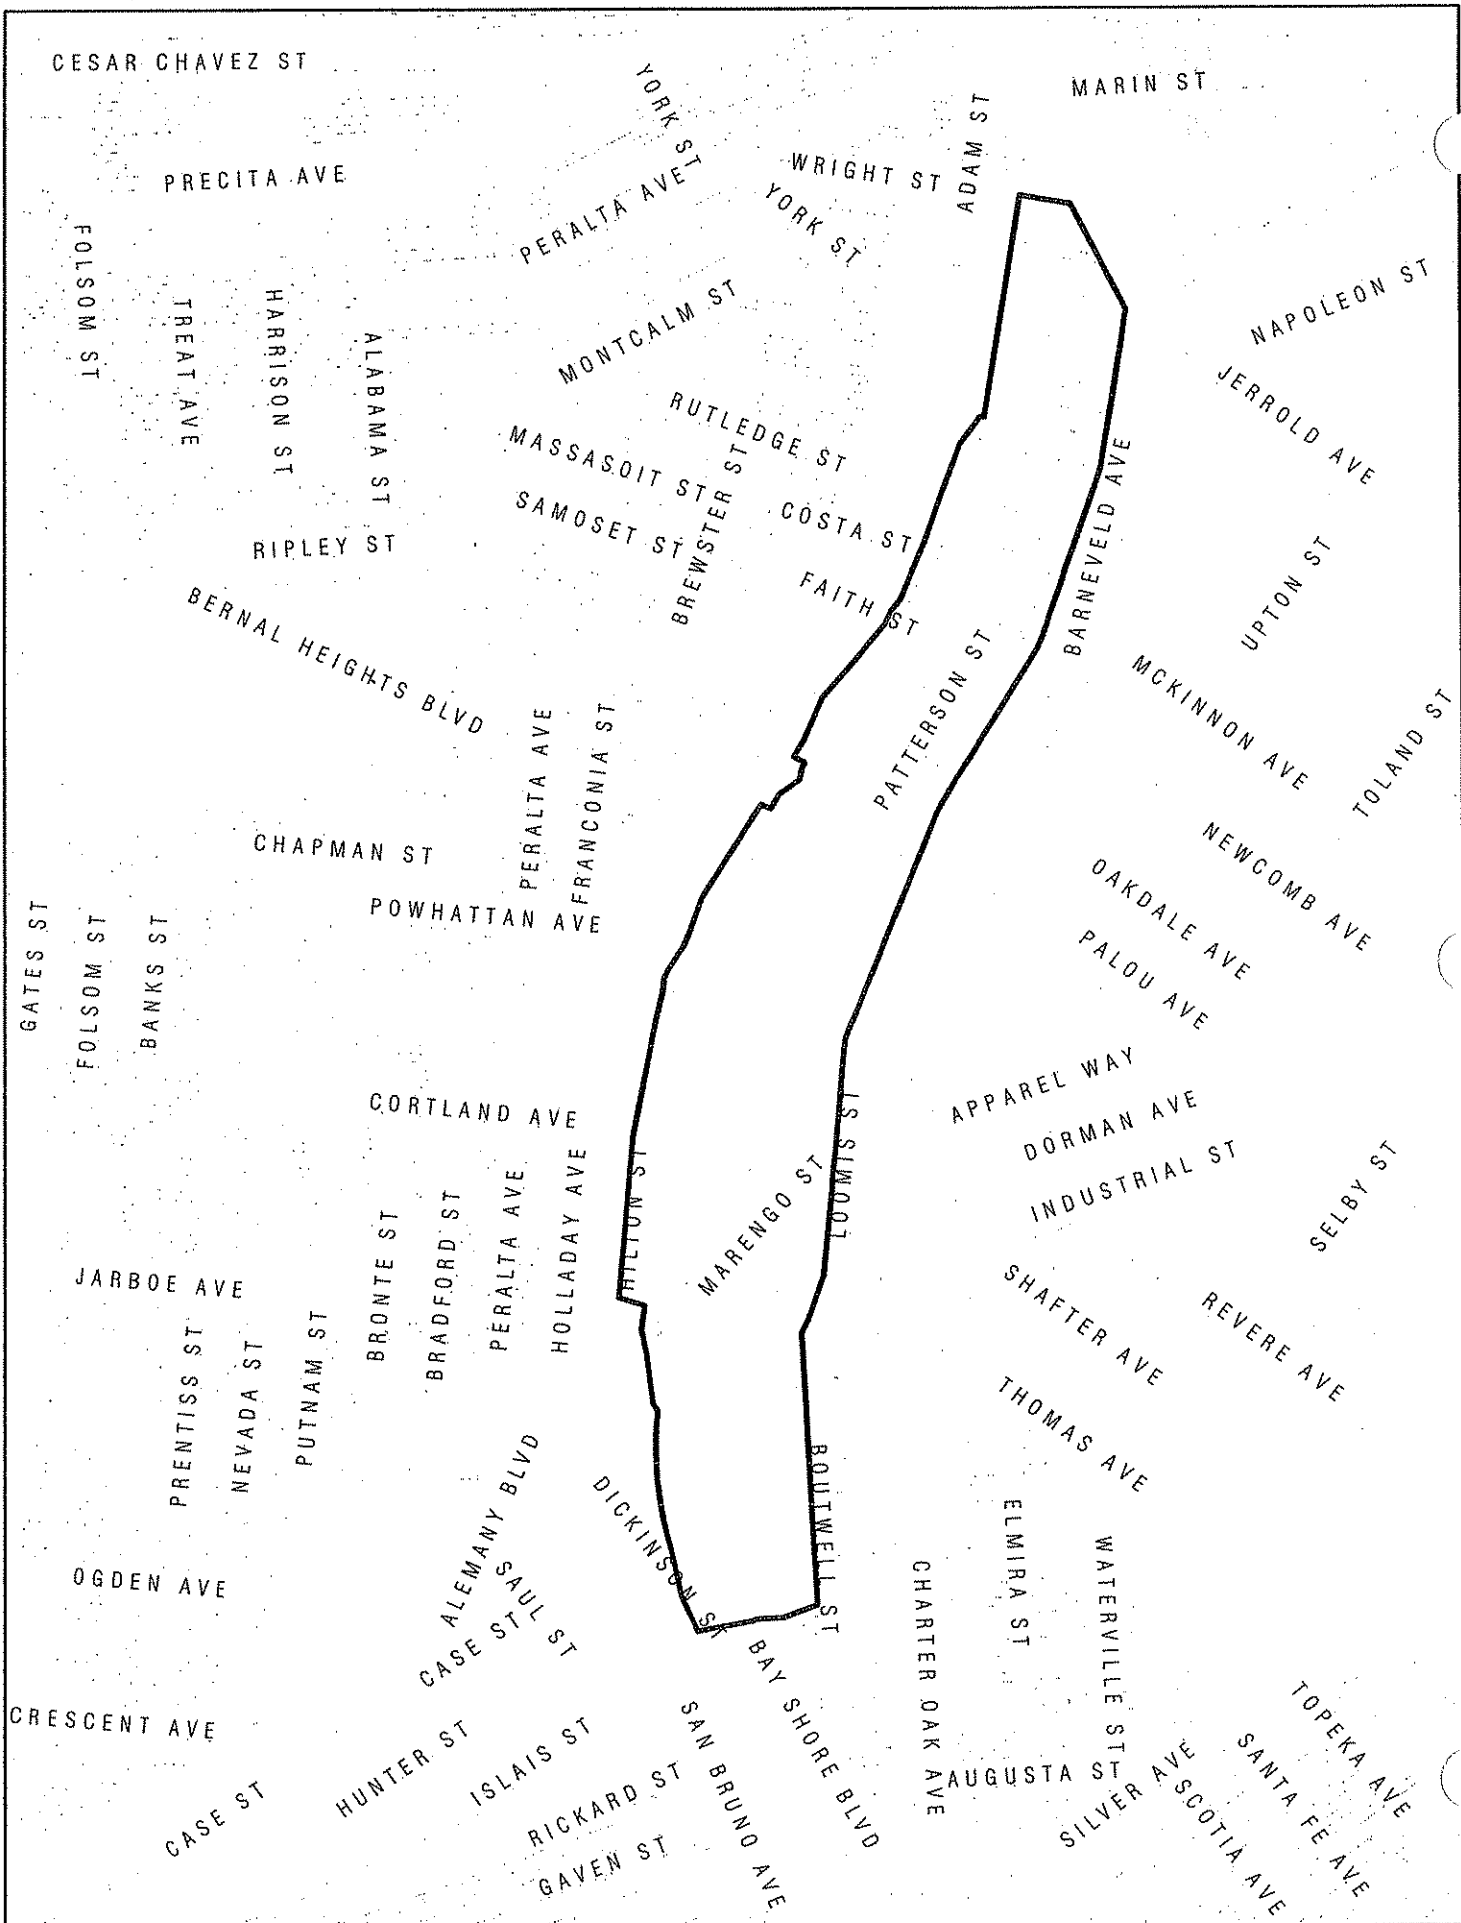 CESAR CHAVEZ ST
YORK ST
MARIN ST
ADAM ST
WRIGHT ST
PRECITA AVE
PERALTA AVE
YORK ST
FOLSOM ST
TREAT AVE
HARRISON ST
ALABAMA ST
MONTCALM ST
NAPOLEON ST
JERROLD AVE
RUTLEDGE ST
MASSASOIT ST
BREWSTER ST
SAMOSET ST
COSTA ST
BARNEVELD AVE
RIPLEY ST
FAITH ST
UPTON ST
BERNAL HEIGHTS BLVD
PATTERSON ST
MCKINNON AVE
TOLAND ST
PERALTA AVE
FRANCONIA ST
CHAPMAN ST
NEWCOMB AVE
OAKDALE AVE
POWHATTAN AVE
PALOU AVE
GATES ST
FOLSOM ST
BANKS ST
APPAREL WAY
CORTLAND AVE
DORMAN AVE
LOOMIS ST
INDUSTRIAL ST
HILTON ST
MARENGO ST
SELBY ST
JARBOE AVE
BRONTE ST
BRADFORD ST
PERALTA AVE
HOLLADAY AVE
SHAFTER AVE
REVERE AVE
PRENTISS ST
NEVADA ST
PUTNAM ST
THOMAS AVE
ALEMANY BLVD
DICKINSON ST
BOUTWELL ST
ELMIRA ST
WATERVILLE ST
OGDEN AVE
SAUL ST
CASE ST
CHARTER OAK AVE
BAY SHORE BLVD
CRESCENT AVE
HUNTER ST
ISLAIS ST
SAN BRUNO AVE
RICKARD ST
AUGUSTA ST
SILVER AVE
SCOTIA AVE
SANTA FE AVE
TOPEKA AVE
CASE ST
GAVEN ST